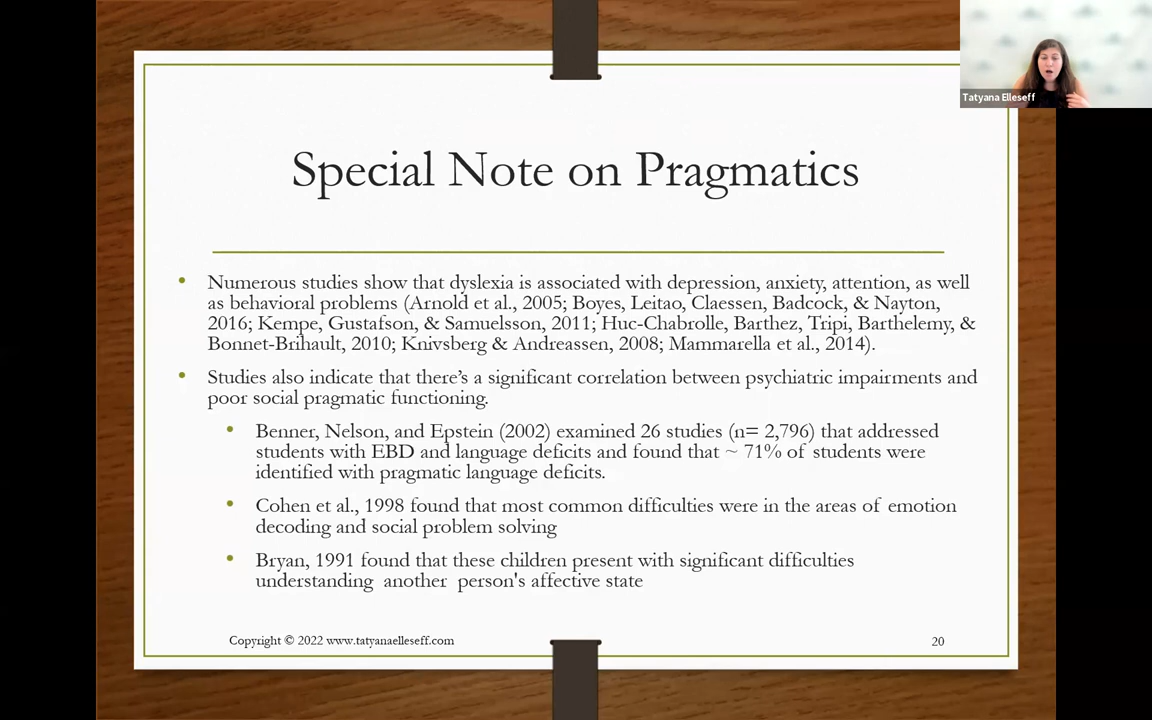 Tatyana Elleseff
Special Note on Pragmatics
• Numerous studies show that dyslexia is associated with depression, anxiety, attention, as well
as behavioral problems (Arnold et al., 2005; Boyes, Leitao, Claessen, Badcock, & Nayton,
2016; Kempe, Gustafson, & Samuelsson, 2011; Huc-Chabrolle, Barthez, Tripi, Barthelemy, &
Bonnet-Brihault, 2010; Knivsberg & Andreassen, 2008; Mammarella et al., 2014).
• Studies also indicate that there's a significant correlation between psychiatric impairments and
poor social pragmatic functioning.
• Benner, Nelson, and Epstein (2002) examined 26 studies (n= 2,796) that addressed
students with EBD and language deficits and found that ~ 71% of students were
identified with pragmatic language deficits.
• Cohen et al., 1998 found that most common difficulties were in the areas of emotion
decoding and social problem solving
• Bryan, 1991 found that these children present with significant difficulties
understanding another person's affective state
Copyright © 2022 www.tatyanaelleseff.com
20